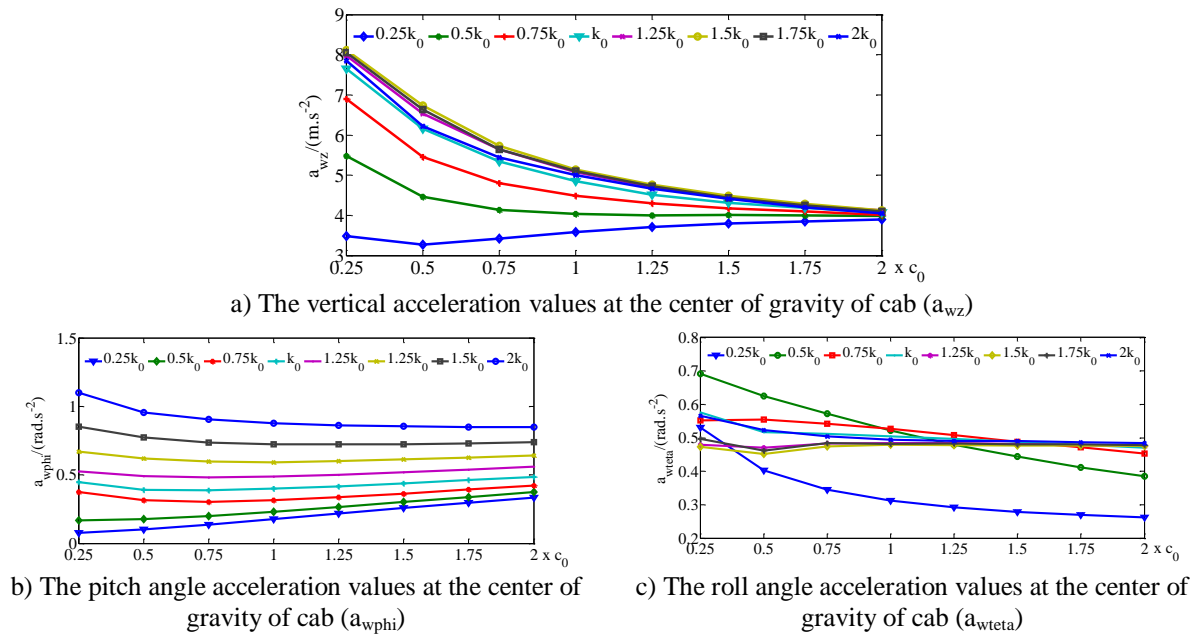 9
0.25k0 0.5k0 0.75k0 k0 1.25k0 1.5k0 1.75k0 2k0
8
7
6
5
4
3
a_wz/(m.s^-2)
0.25 0.5 0.75 1 1.25 1.5 1.75 2 x c0
a) The vertical acceleration values at the center of gravity of cab (a_wz)
1.5
0.25k0 0.5k0 0.75k0 k0 1.25k0 1.25k0 1.5k0 2k0
1
0.5
0
a_wphi/(rad.s^-2)
0.25 0.5 0.75 1 1.25 1.5 1.75 2 x c0
b) The pitch angle acceleration values at the center of
gravity of cab (a_wphi)
0.25k0 0.5k0 0.75k0 k0 1.25k0 1.5k0 1.75k0 2k0
0.8
0.7
0.6
0.5
0.4
0.3
0.2
a_wteta/(rad.s^-2)
0.25 0.5 0.75 1 1.25 1.5 1.75 2 x c0
c) The roll angle acceleration values at the center of
gravity of cab (a_wteta)